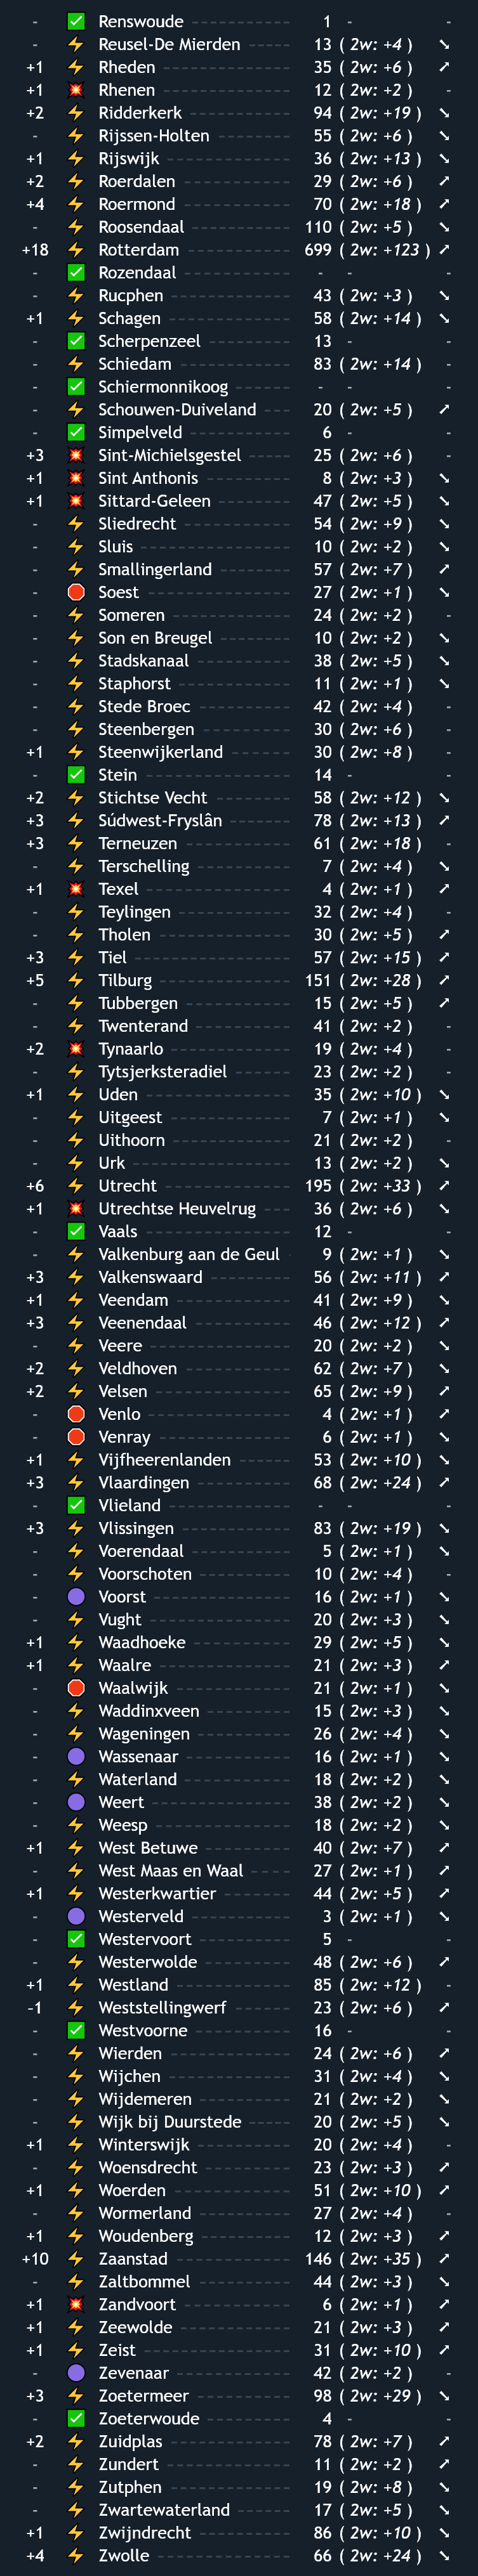 - ✅ Renswoude 1 - -
- ⚡ Reusel-De Mierden 13 ( 2w: +4 ) ➘
+1 ⚡ Rheden 35 ( 2w: +6 ) ➚
+1 💥 Rhenen 12 ( 2w: +2 ) -
+2 ⚡ Ridderkerk 94 ( 2w: +19 ) ➘
- ⚡ Rijssen-Holten 55 ( 2w: +6 ) ➘
+1 ⚡ Rijswijk 36 ( 2w: +13 ) ➘
+2 ⚡ Roerdalen 29 ( 2w: +6 ) ➚
+4 ⚡ Roermond 70 ( 2w: +18 ) ➚
- ⚡ Roosendaal 110 ( 2w: +5 ) ➘
+18 ⚡ Rotterdam 699 ( 2w: +123 ) ➚
- ✅ Rozendaal - - -
- ⚡ Rucphen 43 ( 2w: +3 ) ➘
+1 ⚡ Schagen 58 ( 2w: +14 ) ➘
- ✅ Scherpenzeel 13 - -
- ⚡ Schiedam 83 ( 2w: +14 ) -
- ✅ Schiermonnikoog - - -
- ⚡ Schouwen-Duiveland 20 ( 2w: +5 ) ➚
- ✅ Simpelveld 6 - -
+3 💥 Sint-Michielsgestel 25 ( 2w: +6 ) -
+1 💥 Sint Anthonis 8 ( 2w: +3 ) ➘
+1 💥 Sittard-Geleen 47 ( 2w: +5 ) ➘
- ⚡ Sliedrecht 54 ( 2w: +9 ) ➘
- ⚡ Sluis 10 ( 2w: +2 ) ➘
- ⚡ Smallingerland 57 ( 2w: +7 ) ➚
- 🛑 Soest 27 ( 2w: +1 ) ➘
- ⚡ Someren 24 ( 2w: +2 ) -
- ⚡ Son en Breugel 10 ( 2w: +2 ) ➘
- ⚡ Stadskanaal 38 ( 2w: +5 ) ➘
- ⚡ Staphorst 11 ( 2w: +1 ) ➘
- ⚡ Stede Broec 42 ( 2w: +4 ) -
- ⚡ Steenbergen 30 ( 2w: +6 ) -
+1 ⚡ Steenwijkerland 30 ( 2w: +8 ) -
- ✅ Stein 14 - -
+2 ⚡ Stichtse Vecht 58 ( 2w: +12 ) ➘
+3 ⚡ Súdwest-Fryslân 78 ( 2w: +13 ) ➚
+3 ⚡ Terneuzen 61 ( 2w: +18 ) -
- ⚡ Terschelling 7 ( 2w: +4 ) ➘
+1 💥 Texel 4 ( 2w: +1 ) ➚
- ⚡ Teylingen 32 ( 2w: +4 ) -
- ⚡ Tholen 30 ( 2w: +5 ) ➚
+3 ⚡ Tiel 57 ( 2w: +15 ) ➚
+5 ⚡ Tilburg 151 ( 2w: +28 ) ➚
- ⚡ Tubbergen 15 ( 2w: +5 ) ➚
- ⚡ Twenterand 41 ( 2w: +2 ) -
+2 💥 Tynaarlo 19 ( 2w: +4 ) -
- ⚡ Tytsjerksteradiel 23 ( 2w: +2 ) -
+1 ⚡ Uden 35 ( 2w: +10 ) ➘
- ⚡ Uitgeest 7 ( 2w: +1 ) ➘
- ⚡ Uithoorn 21 ( 2w: +2 ) -
- ⚡ Urk 13 ( 2w: +2 ) ➘
+6 ⚡ Utrecht 195 ( 2w: +33 ) ➚
+1 💥 Utrechtse Heuvelrug 36 ( 2w: +6 ) ➘
- ✅ Vaals 12 - -
- ⚡ Valkenburg aan de Geul 9 ( 2w: +1 ) ➘
+3 ⚡ Valkenswaard 56 ( 2w: +11 ) ➚
+1 ⚡ Veendam 41 ( 2w: +9 ) ➘
+3 ⚡ Veenendaal 46 ( 2w: +12 ) ➚
- ⚡ Veere 20 ( 2w: +2 ) ➘
+2 ⚡ Veldhoven 62 ( 2w: +7 ) ➘
+2 ⚡ Velsen 65 ( 2w: +9 ) ➚
- 🛑 Venlo 4 ( 2w: +1 ) ➚
- 🛑 Venray 6 ( 2w: +1 ) ➘
+1 ⚡ Vijfheerenlanden 53 ( 2w: +10 ) ➘
+3 ⚡ Vlaardingen 68 ( 2w: +24 ) ➚
- ✅ Vlieland - - -
+3 ⚡ Vlissingen 83 ( 2w: +19 ) ➘
- ⚡ Voerendaal 5 ( 2w: +1 ) ➘
- ⚡ Voorschoten 10 ( 2w: +4 ) -
- 🟣 Voorst 16 ( 2w: +1 ) ➘
- ⚡ Vught 20 ( 2w: +3 ) ➘
+1 ⚡ Waadhoeke 29 ( 2w: +5 ) ➘
+1 ⚡ Waalre 21 ( 2w: +3 ) ➚
- 🛑 Waalwijk 21 ( 2w: +1 ) ➘
- ⚡ Waddinxveen 15 ( 2w: +3 ) ➘
- ⚡ Wageningen 26 ( 2w: +4 ) ➘
- 🟣 Wassenaar 16 ( 2w: +1 ) ➘
- ⚡ Waterland 18 ( 2w: +2 ) ➘
- 🟣 Weert 38 ( 2w: +2 ) ➘
- ⚡ Weesp 18 ( 2w: +2 ) ➘
+1 ⚡ West Betuwe 40 ( 2w: +7 ) ➚
- ⚡ West Maas en Waal 27 ( 2w: +1 ) ➚
+1 ⚡ Westerkwartier 44 ( 2w: +5 ) ➚
- 🟣 Westerveld 3 ( 2w: +1 ) ➘
- ✅ Westervoort 5 - -
- ⚡ Westerwolde 48 ( 2w: +6 ) ➚
+1 ⚡ Westland 85 ( 2w: +12 ) -
-1 ⚡ Weststellingwerf 23 ( 2w: +6 ) ➚
- ✅ Westvoorne 16 - -
- ⚡ Wierden 24 ( 2w: +6 ) ➚
- ⚡ Wijchen 31 ( 2w: +4 ) ➘
- ⚡ Wijdemeren 21 ( 2w: +2 ) ➘
- ⚡ Wijk bij Duurstede 20 ( 2w: +5 ) ➘
+1 ⚡ Winterswijk 20 ( 2w: +4 ) -
- ⚡ Woensdrecht 23 ( 2w: +3 ) ➚
+1 ⚡ Woerden 51 ( 2w: +10 ) ➚
- ⚡ Wormerland 27 ( 2w: +4 ) -
+1 ⚡ Woudenberg 12 ( 2w: +3 ) ➚
+10 ⚡ Zaanstad 146 ( 2w: +35 ) ➚
- ⚡ Zaltbommel 44 ( 2w: +3 ) ➘
+1 💥 Zandvoort 6 ( 2w: +1 ) ➚
+1 ⚡ Zeewolde 21 ( 2w: +3 ) ➚
+1 ⚡ Zeist 31 ( 2w: +10 ) ➚
- 🟣 Zevenaar 42 ( 2w: +2 ) -
+3 ⚡ Zoetermeer 98 ( 2w: +29 ) ➘
- ✅ Zoeterwoude 4 - -
+2 ⚡ Zuidplas 78 ( 2w: +7 ) ➚
- ⚡ Zundert 11 ( 2w: +2 ) ➚
- ⚡ Zutphen 19 ( 2w: +8 ) ➘
- ⚡ Zwartewaterland 17 ( 2w: +5 ) ➘
+1 ⚡ Zwijndrecht 86 ( 2w: +10 ) ➘
+4 ⚡ Zwolle 66 ( 2w: +24 ) ➘